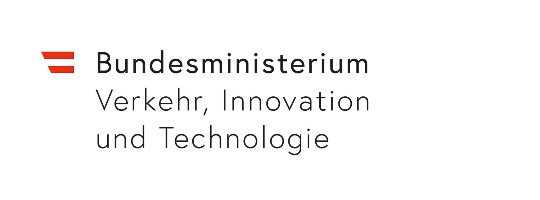 Bundesministerium
Verkehr, Innovation
und Technologie